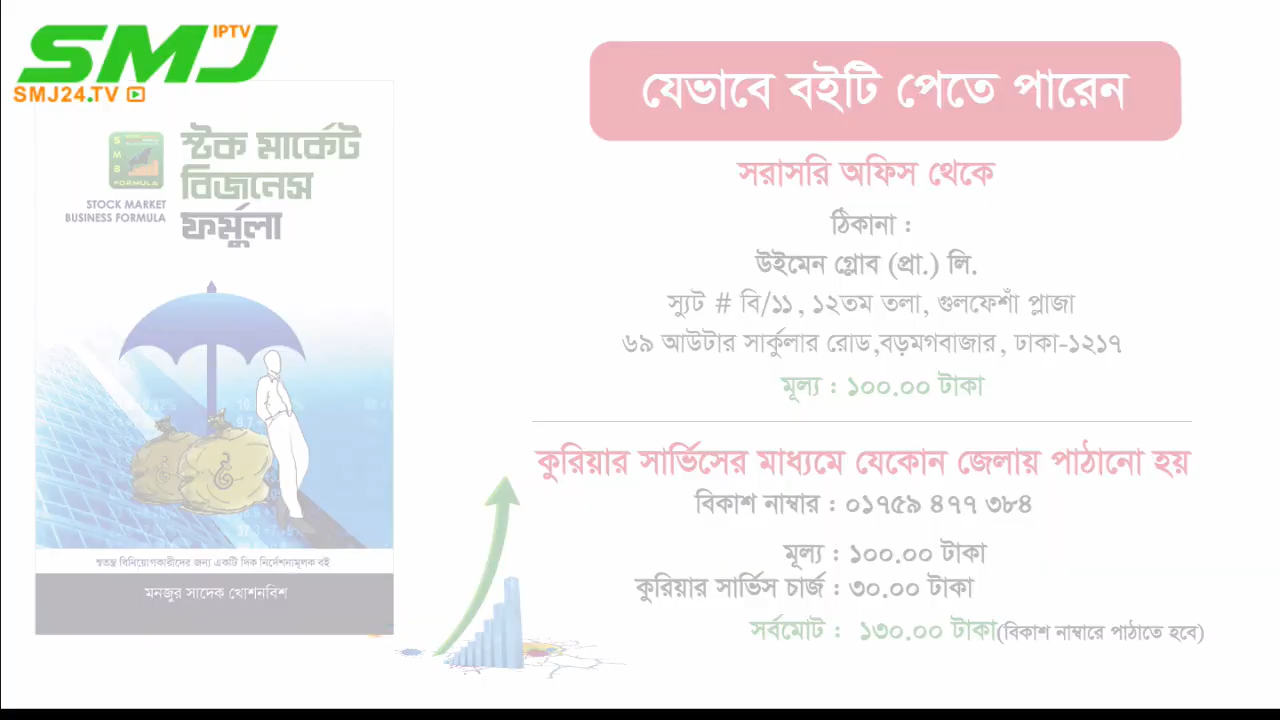 SMJ IPTV
SMJ24.TV
SMB
FORMULA
STOCK MARKET
BUSINESS FORMULA
স্টক মার্কেট
বিজনেস
ফর্মুলা
স্বতন্ত্র বিনিয়োগকারীদের জন্য একটি দিক নির্দেশনামূলক বই
মনজুর সাদেক খোশনবিশ
যেভাবে বইটি পেতে পারেন
সরাসরি অফিস থেকে
ঠিকানা :
উইমেন গ্লোব (প্রা.) লি.
স্যুট # বি/১১, ১২তম তলা, গুলফেশাঁ প্লাজা
৬৯ আউটার সার্কুলার রোড,বড়মগবাজার, ঢাকা-১২১৭
মূল্য : ১০০.০০ টাকা
কুরিয়ার সার্ভিসের মাধ্যমে যেকোন জেলায় পাঠানো হয়
বিকাশ নাম্বার : ০১৭৫৯ ৪৭৭ ৩৮৪
মূল্য : ১০০.০০ টাকা
কুরিয়ার সার্ভিস চার্জ : ৩০.০০ টাকা
সর্বমোট : ১৩০.০০ টাকা(বিকাশ নাম্বারে পাঠাতে হবে)